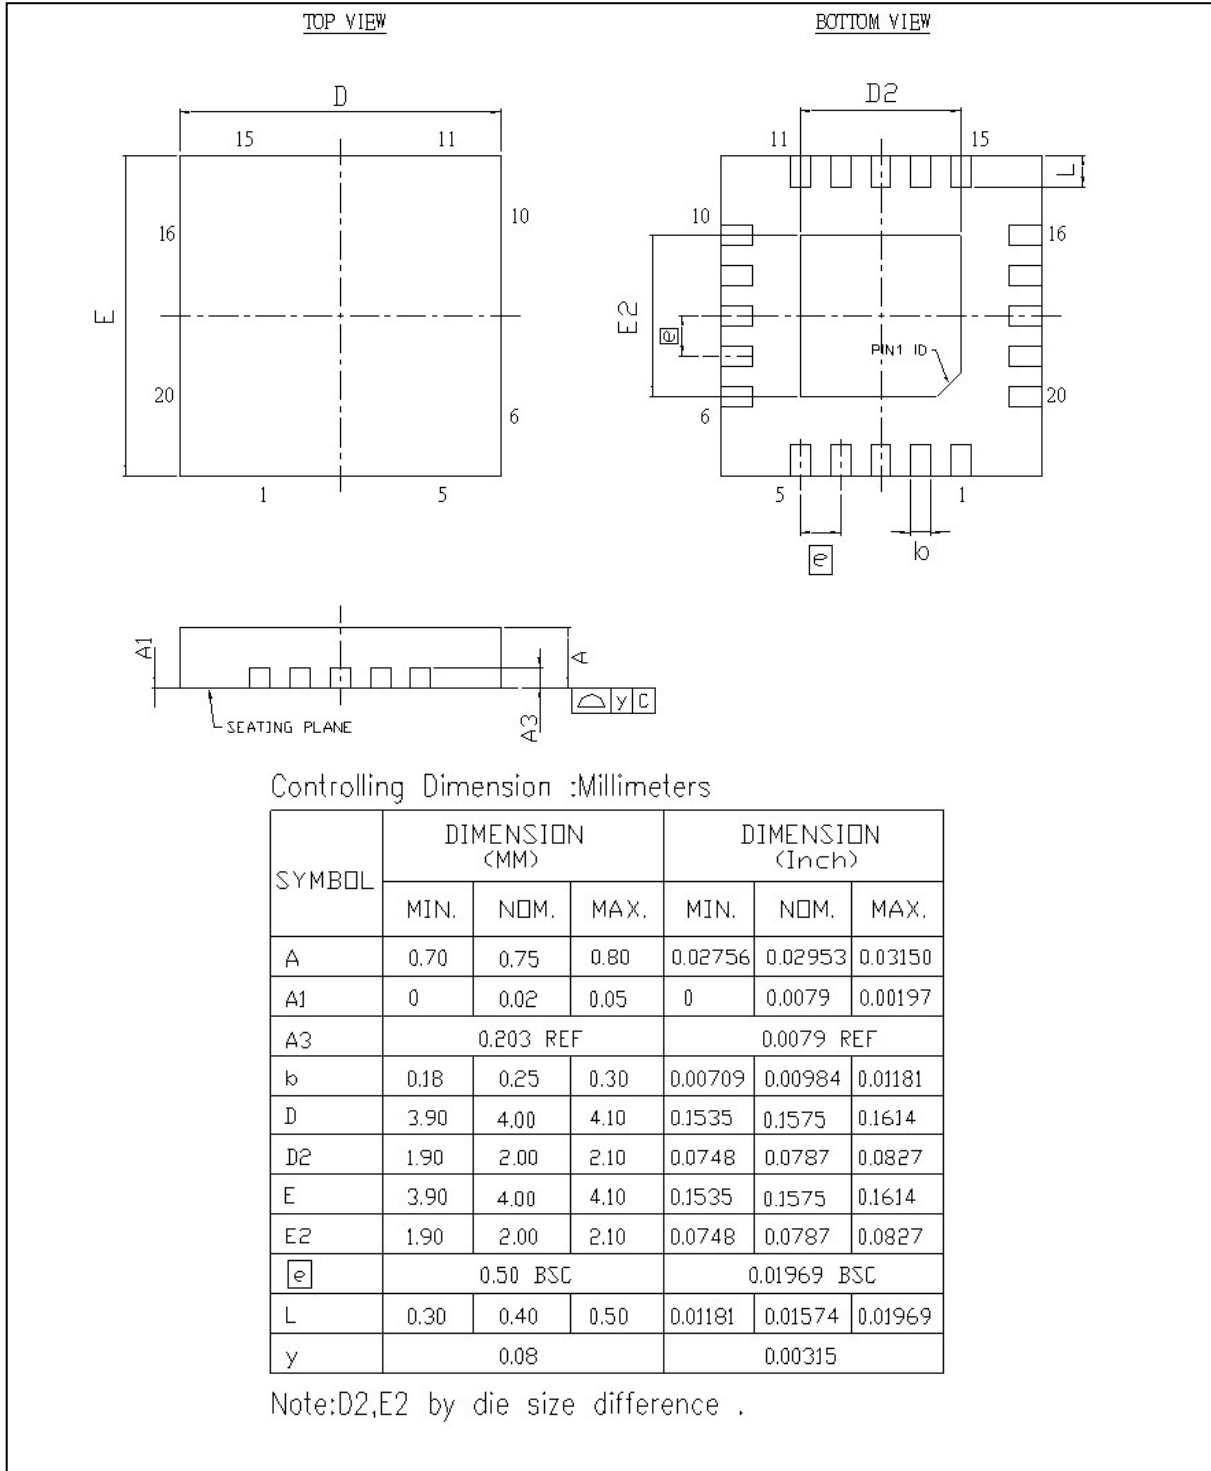 TOP VIEW
BOTTOM VIEW
D
D2
15 11
11 15
L
10
10
16
16
E
E2
e
PIN1 ID
20
6
6
20
1 5
5 1
e
b
A1
A
A3
y C
SEATING PLANE
Controlling Dimension :Millimeters
SYMBOL DIMENSION (MM) DIMENSION (Inch)
MIN. NOM. MAX. MIN. NOM. MAX.
A 0.70 0.75 0.80 0.02756 0.02953 0.03150
A1 0 0.02 0.05 0 0.0079 0.00197
A3 0.203 REF 0.0079 REF
b 0.18 0.25 0.30 0.00709 0.00984 0.01181
D 3.90 4.00 4.10 0.1535 0.1575 0.1614
D2 1.90 2.00 2.10 0.0748 0.0787 0.0827
E 3.90 4.00 4.10 0.1535 0.1575 0.1614
E2 1.90 2.00 2.10 0.0748 0.0787 0.0827
e 0.50 BSC 0.01969 BSC
L 0.30 0.40 0.50 0.01181 0.01574 0.01969
y 0.08 0.00315
Note:D2,E2 by die size difference .